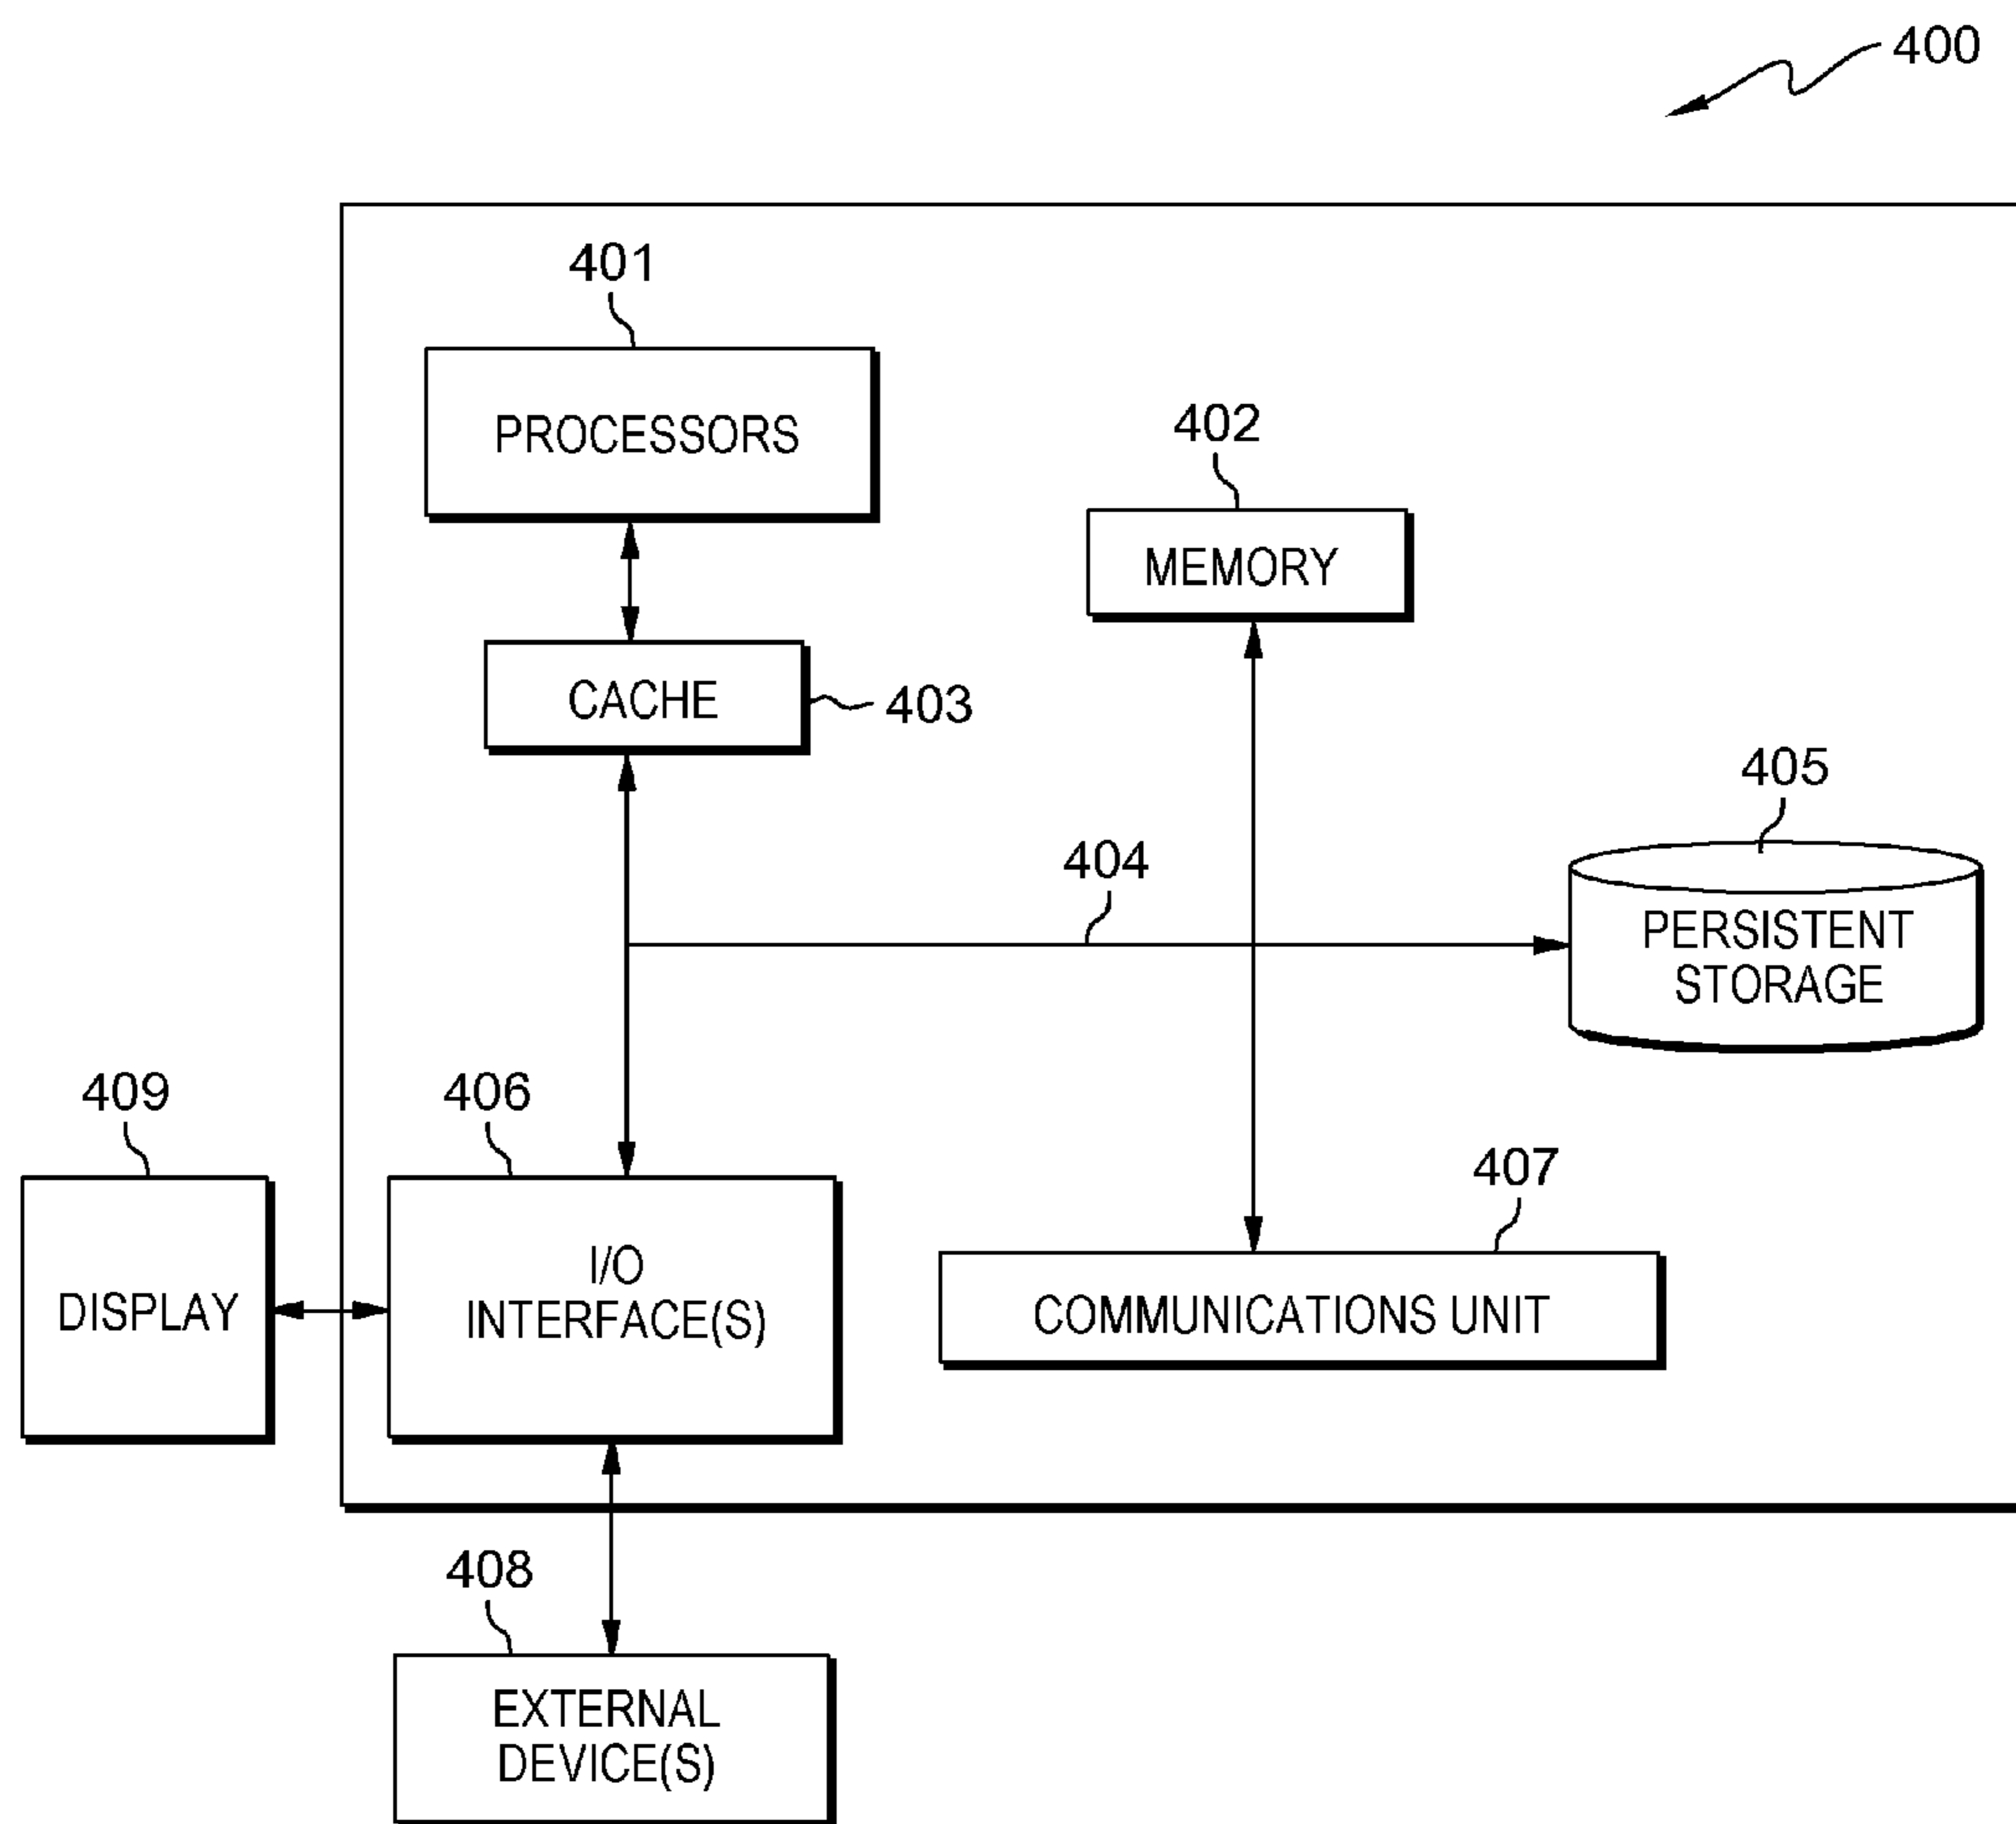 400
401
PROCESSORS
402
MEMORY
CACHE
403
405
404
PERSISTENT
STORAGE
409
406
407
DISPLAY
I/O
INTERFACE(S)
COMMUNICATIONS UNIT
408
EXTERNAL
DEVICE(S)